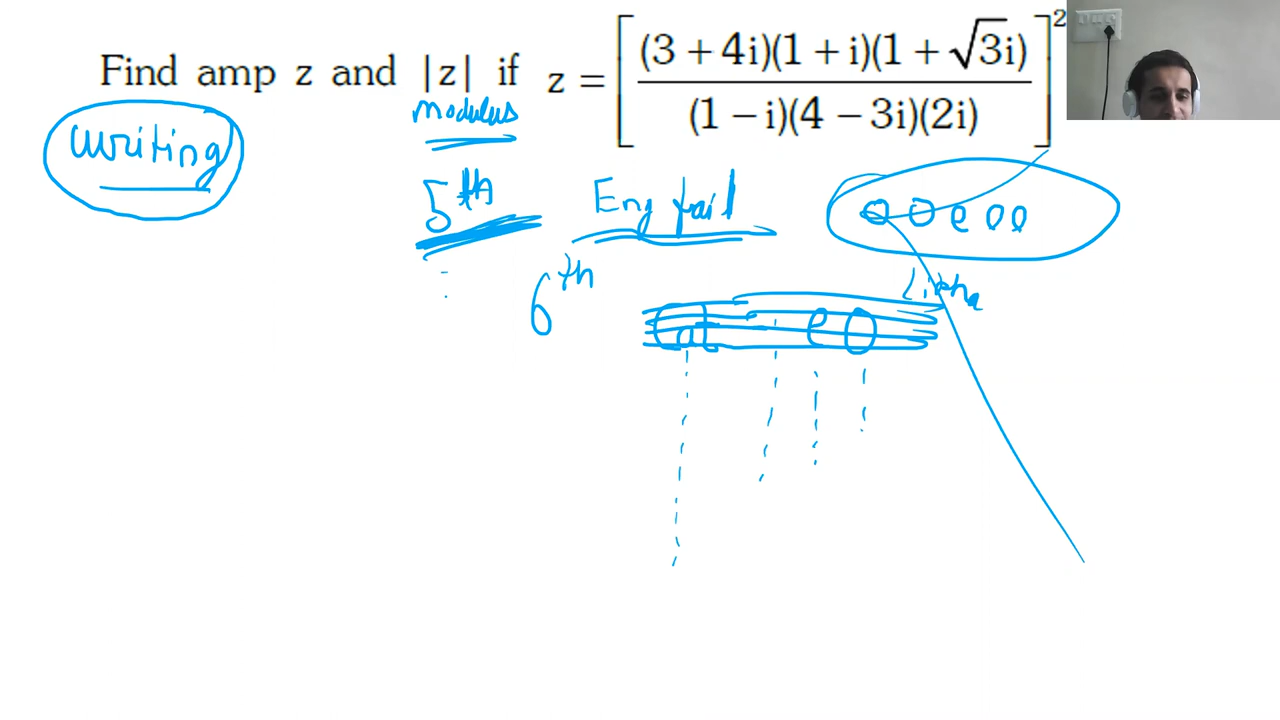 Find amp z and |z| if z = [(3 + 4i)(1 + i)(1 + √3i) / (1 − i)(4 − 3i)(2i)]²
modulus
writing
5th
Eng fail
6th